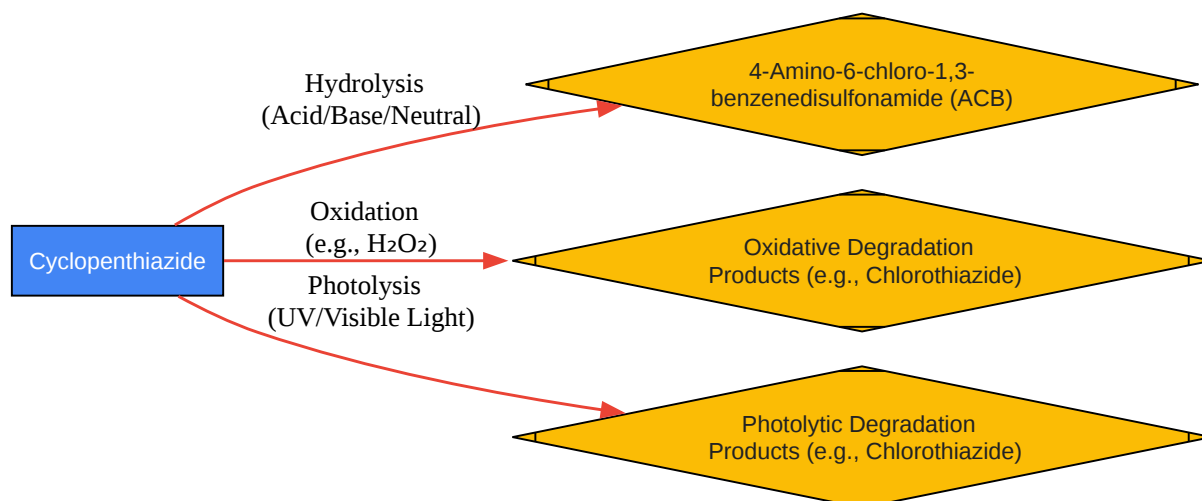 Cyclopenthiazide
Hydrolysis
(Acid/Base/Neutral)
4-Amino-6-chloro-1,3-
benzenedisulfonamide (ACB)
Oxidation
(e.g., H₂O₂)
Oxidative Degradation
Products (e.g., Chlorothiazide)
Photolysis
(UV/Visible Light)
Photolytic Degradation
Products (e.g., Chlorothiazide)